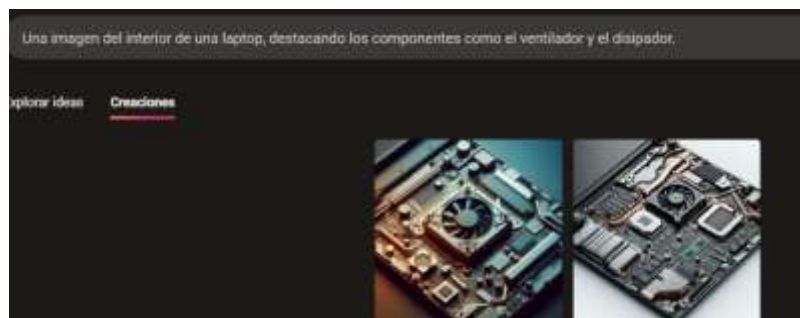 Una imagen del interior de una laptop, destacando los componentes como el ventilador y el disipador.
xplorar ideas Creaciones